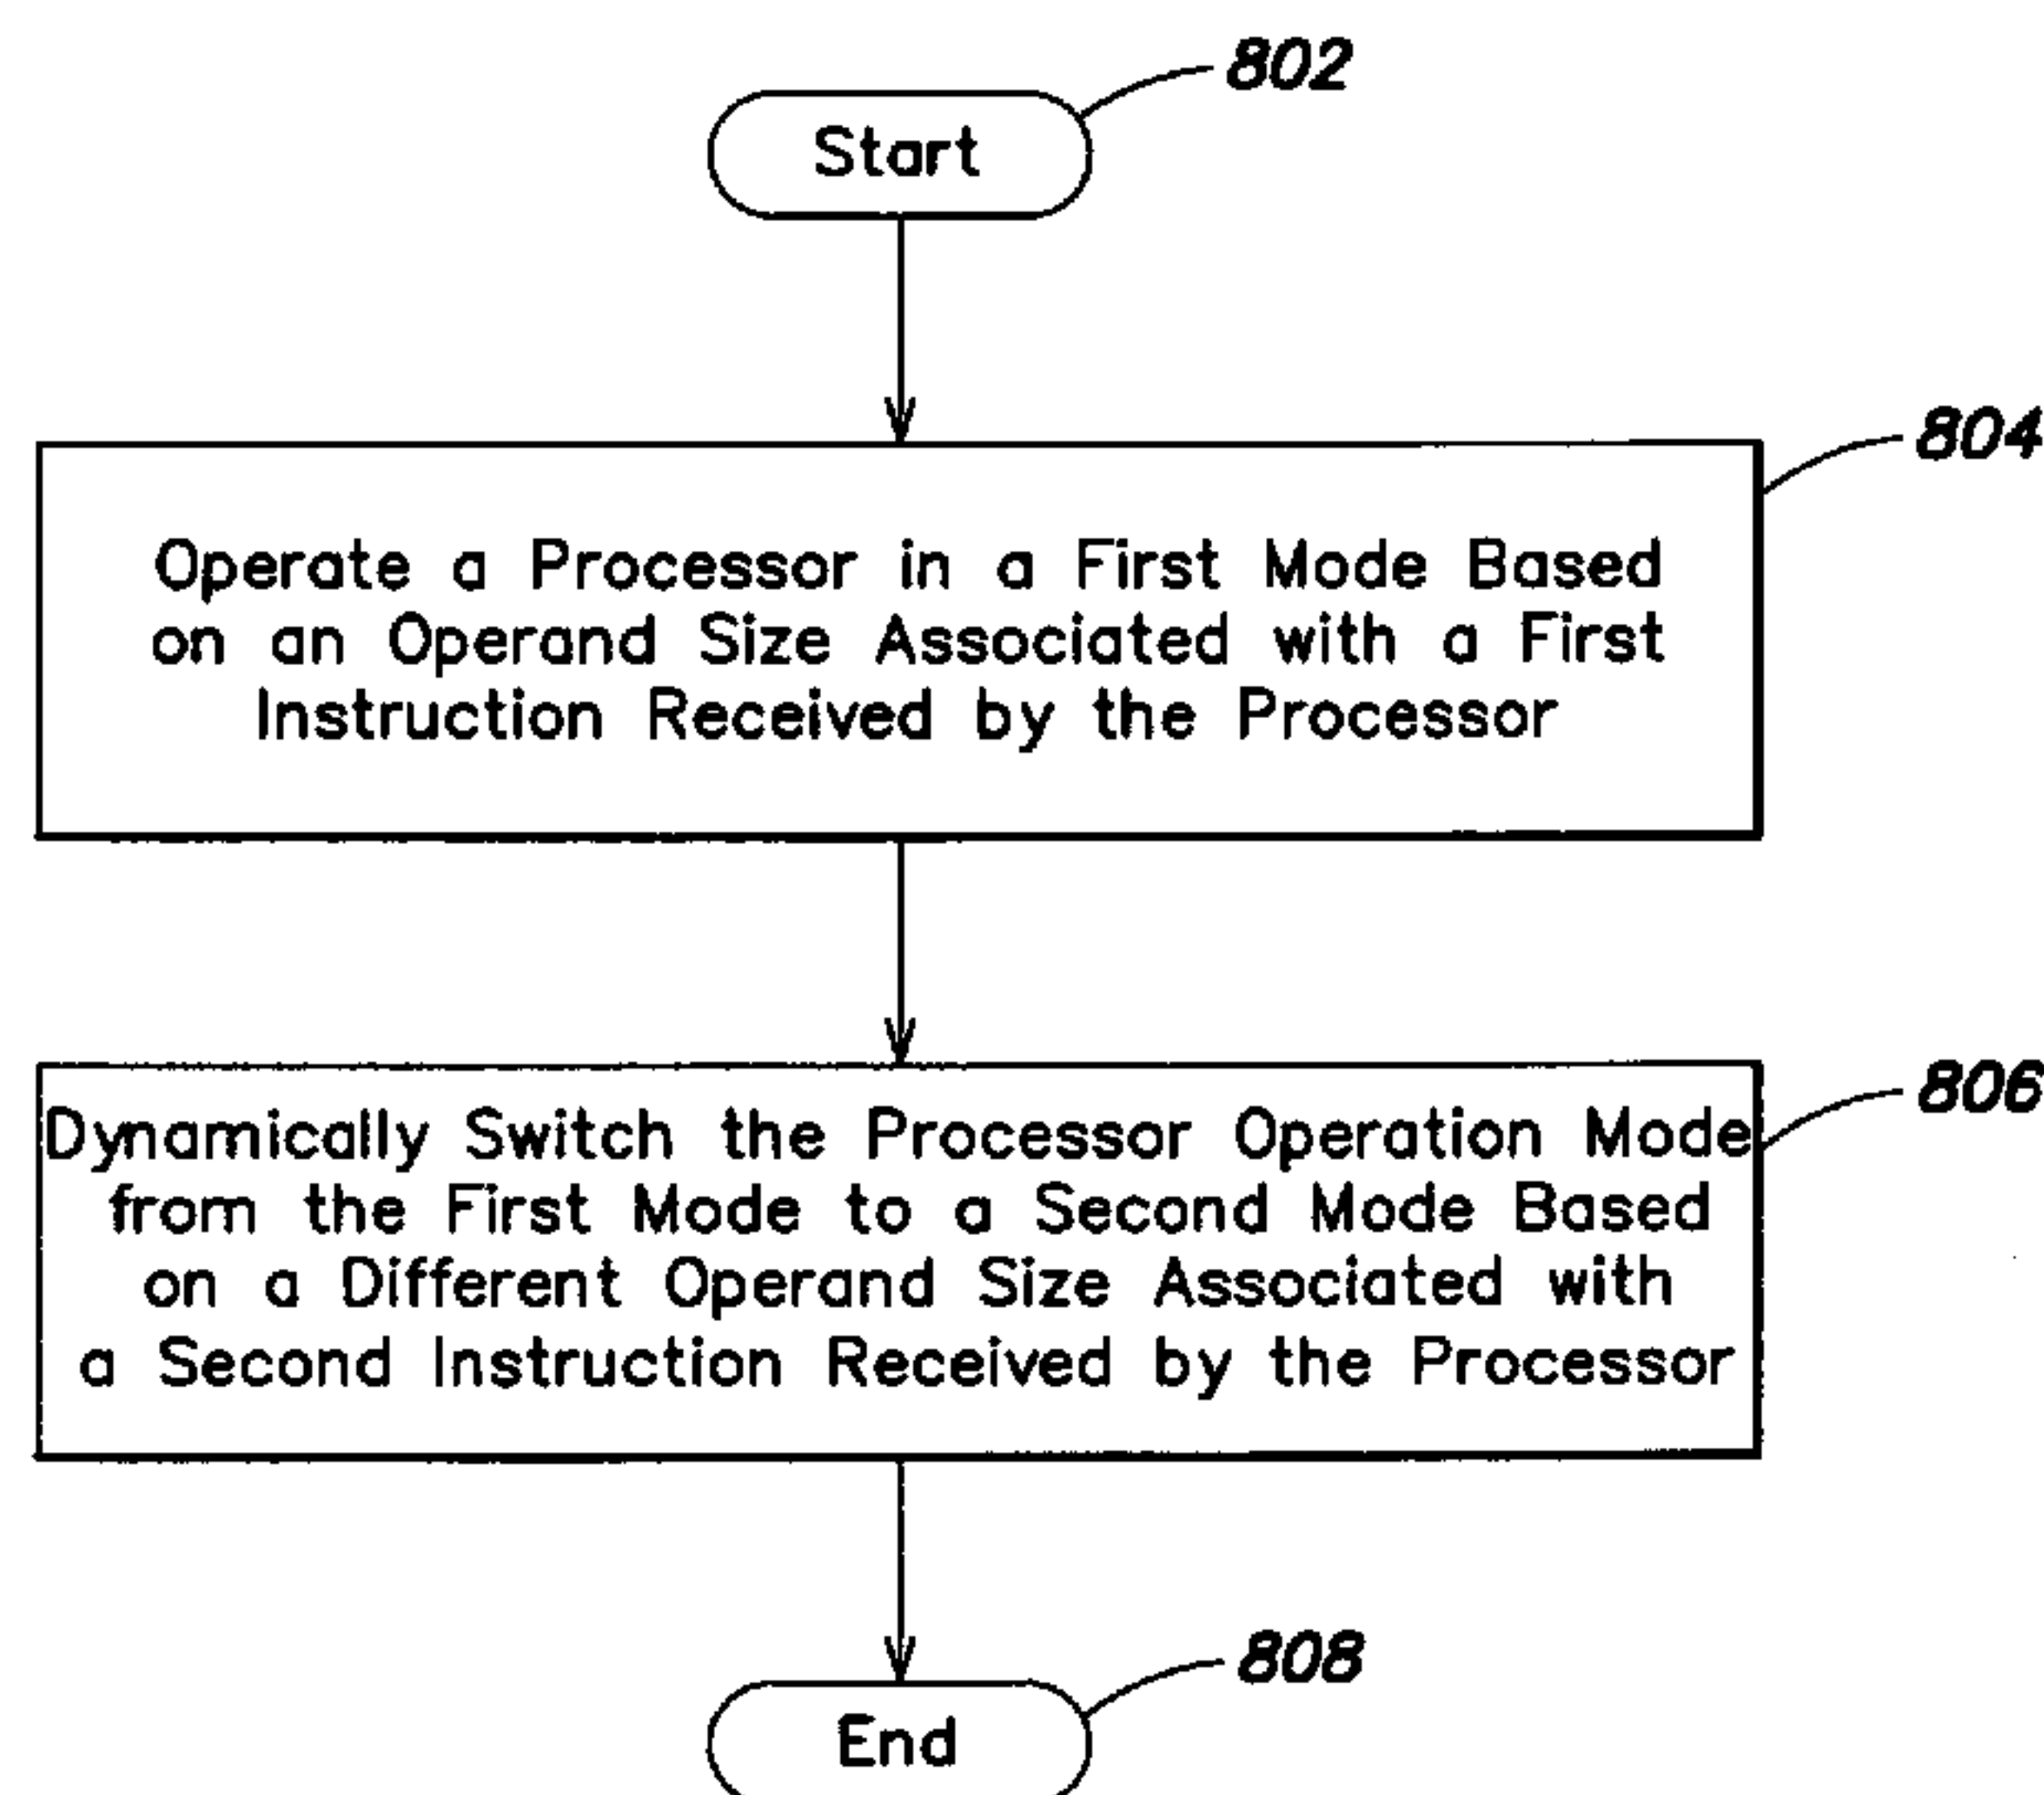 802
Start
804
Operate a Processor in a First Mode Based
on an Operand Size Associated with a First
Instruction Received by the Processor
806
Dynamically Switch the Processor Operation Mode
from the First Mode to a Second Mode Based
on a Different Operand Size Associated with
a Second Instruction Received by the Processor
808
End